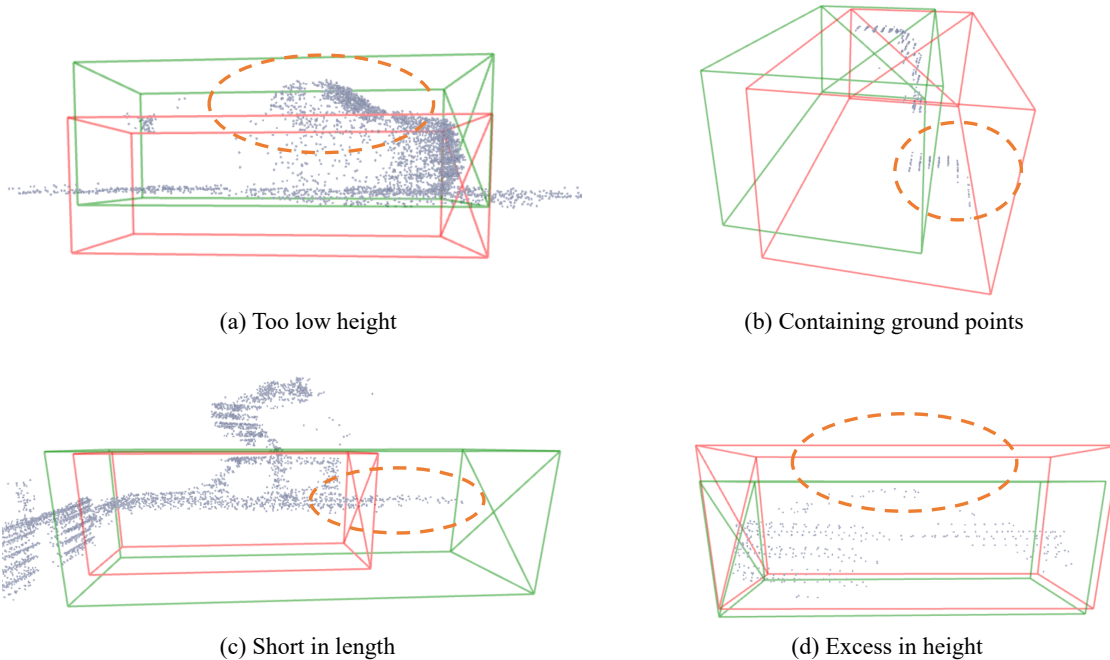 (a) Too low height
(b) Containing ground points
(c) Short in length
(d) Excess in height